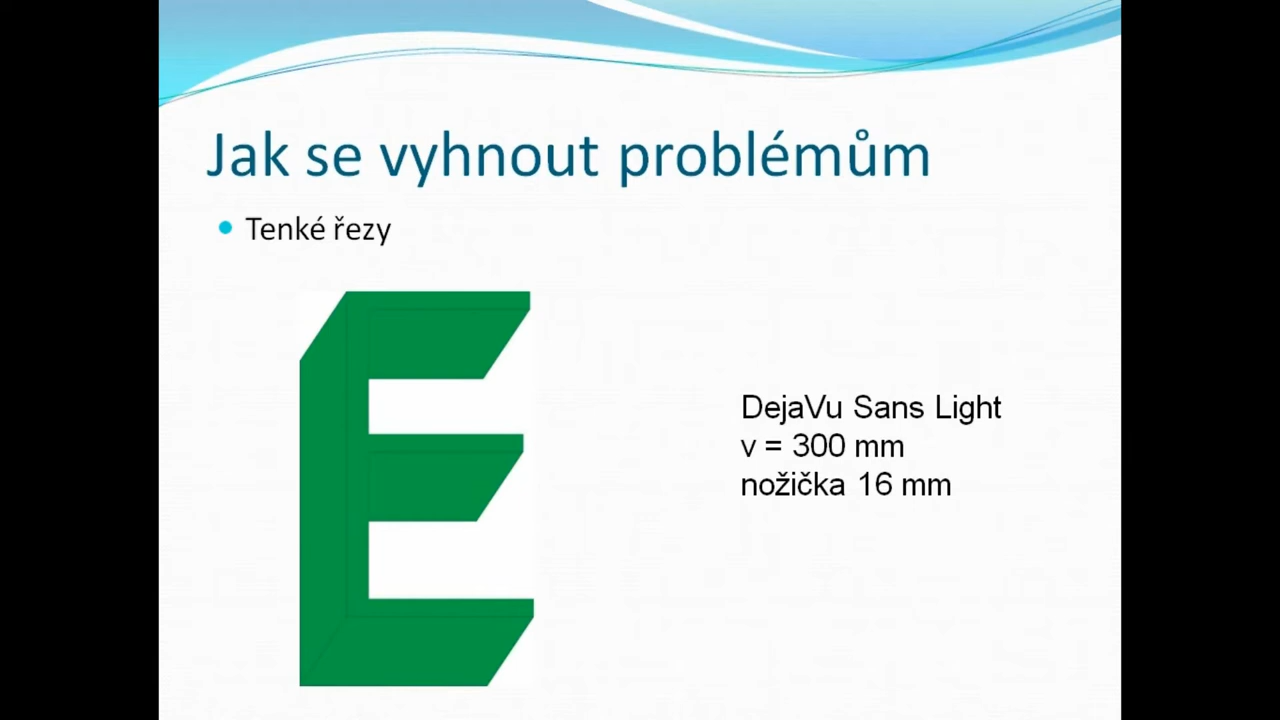 Jak se vyhnout problémům
Tenké řezy
E
DejaVu Sans Light
v = 300 mm
nožička 16 mm